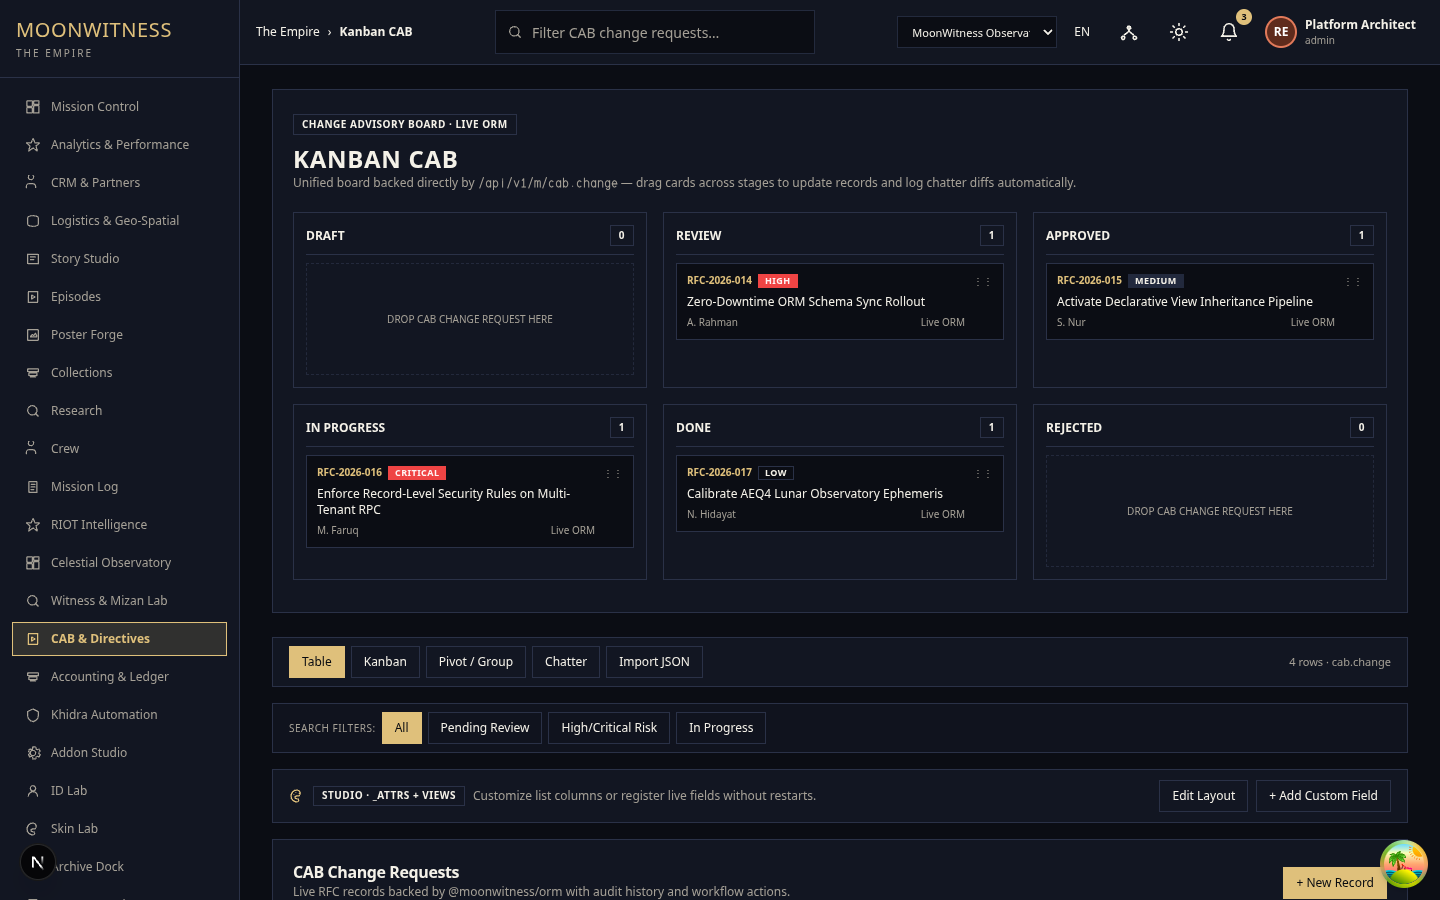 MOONWITNESS
THE EMPIRE
Mission Control
Analytics & Performance
CRM & Partners
Logistics & Geo-Spatial
Story Studio
Episodes
Poster Forge
Collections
Research
Crew
Mission Log
RIOT Intelligence
Celestial Observatory
Witness & Mizan Lab
CAB & Directives
Accounting & Ledger
Khidra Automation
Addon Studio
ID Lab
Skin Lab
N
Archive Dock
The Empire › Kanban CAB
Filter CAB change requests...
MoonWitness Observa
EN
3
RE
Platform Architect
admin
CHANGE ADVISORY BOARD · LIVE ORM
KANBAN CAB
Unified board backed directly by /api/v1/m/cab.change — drag cards across stages to update records and log chatter diffs automatically.
DRAFT 0
DROP CAB CHANGE REQUEST HERE
REVIEW 1
RFC-2026-014 HIGH
Zero-Downtime ORM Schema Sync Rollout
A. Rahman Live ORM
APPROVED 1
RFC-2026-015 MEDIUM
Activate Declarative View Inheritance Pipeline
S. Nur Live ORM
IN PROGRESS 1
RFC-2026-016 CRITICAL
Enforce Record-Level Security Rules on Multi-
Tenant RPC
M. Faruq Live ORM
DONE 1
RFC-2026-017 LOW
Calibrate AEQ4 Lunar Observatory Ephemeris
N. Hidayat Live ORM
REJECTED 0
DROP CAB CHANGE REQUEST HERE
Table Kanban Pivot / Group Chatter Import JSON 4 rows · cab.change
SEARCH FILTERS: All Pending Review High/Critical Risk In Progress
STUDIO · _ATTRS + VIEWS Customize list columns or register live fields without restarts. Edit Layout + Add Custom Field
CAB Change Requests
Live RFC records backed by @moonwitness/orm with audit history and workflow actions.
+ New Record